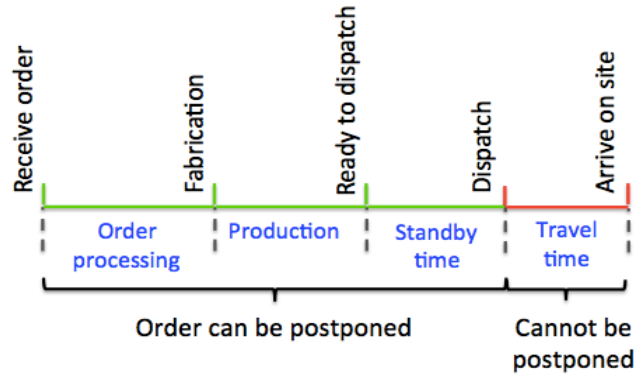 Receive order
Fabrication
Ready to dispatch
Dispatch
Arrive on site
Order
processing
Production
Standby
time
Travel
time
Order can be postponed
Cannot be
postponed